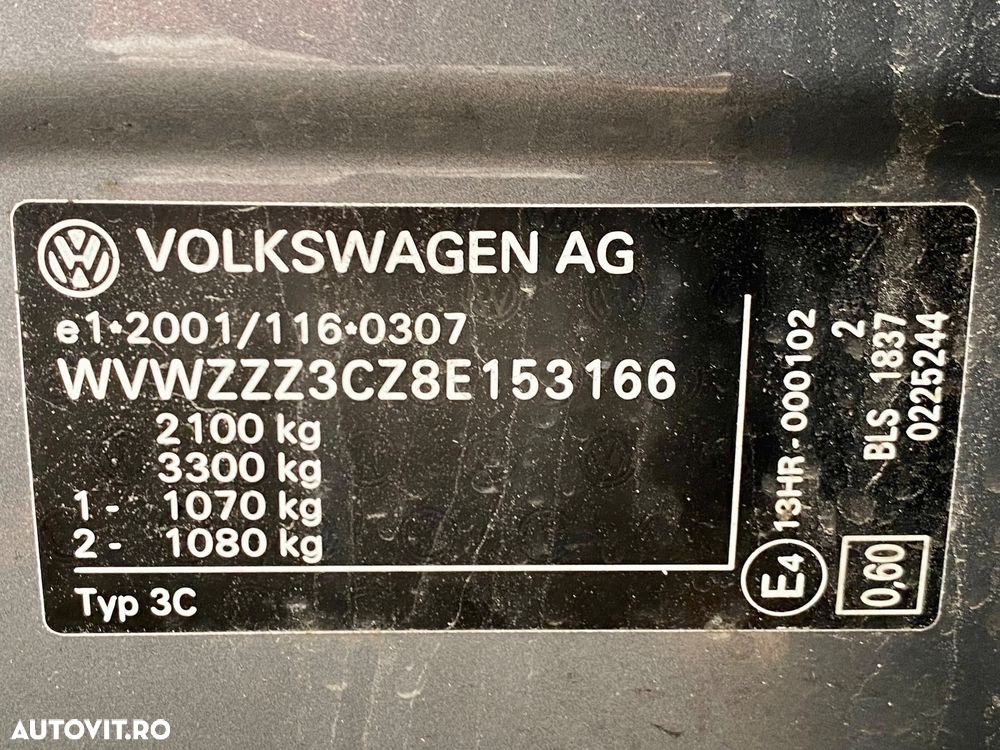 VOLKSWAGEN AG
e1*2001/116*0307
WVWZZZ3CZ8E153166
2100 kg
3300 kg
1 - 1070 kg
2 - 1080 kg
Typ 3C
E4 13HR-000102
2
BLS 1837
0225244
0,60
AUTOVIT.RO